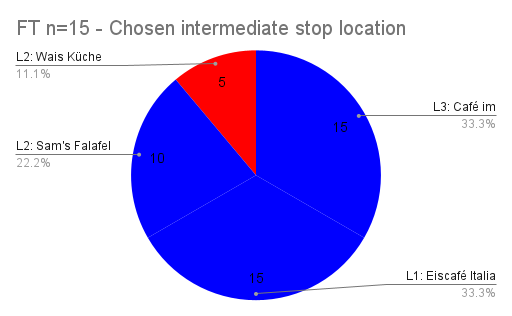 FT n=15 - Chosen intermediate stop location
L2: Wais Küche
11.1%
5
L3: Café im
33.3%
15
L2: Sam's Falafel
22.2%
10
L1: Eiscafé Italia
33.3%
15